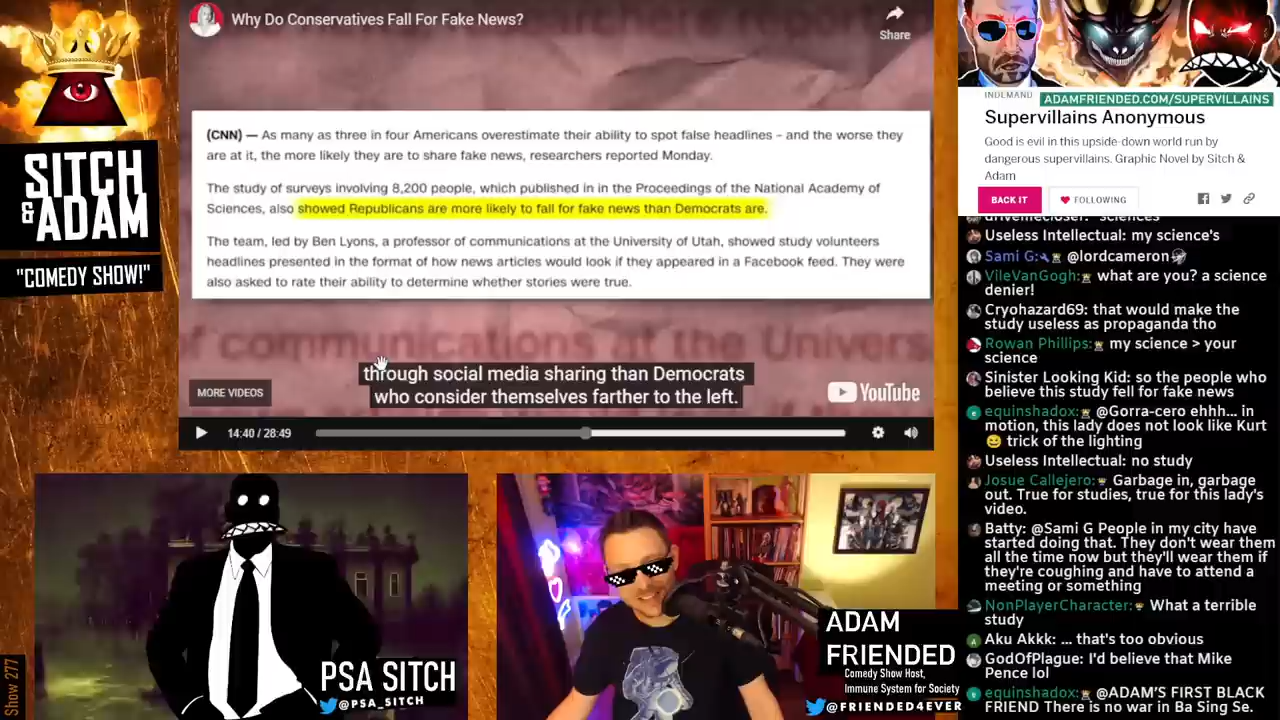 Why Do Conservatives Fall For Fake News?
Share
(CNN) — As many as three in four Americans overestimate their ability to spot false headlines – and the worse they
are at it, the more likely they are to share fake news, researchers reported Monday.
The study of surveys involving 8,200 people, which published in in the Proceedings of the National Academy of
Sciences, also showed Republicans are more likely to fall for fake news than Democrats are.
The team, led by Ben Lyons, a professor of communications at the University of Utah, showed study volunteers
headlines presented in the format of how news articles would look if they appeared in a Facebook feed. They were
also asked to rate their ability to determine whether stories were true.
of communications at the Univers
through social media sharing than Democrats
who consider themselves farther to the left.
MORE VIDEOS
YouTube
14:40 / 28:49
SITCH
& ADAM
"COMEDY SHOW!"
Show 277
PSA SITCH
@PSA_SITCH
ADAM
FRIENDED
Comedy Show Host,
Immune System for Society
@FRIENDED4EVER
INDEMAND
ADAMFRIENDED.COM/SUPERVILLAINS
Supervillains Anonymous
Good is evil in this upside-down world run by
dangerous supervillains. Graphic Novel by Sitch &
Adam
BACK IT
FOLLOWING
Useless Intellectual: my science's
Sami G: @lordcameron
VileVanGogh: what are you? a science
denier!
Cryohazard69: that would make the
study useless as propaganda tho
Rowan Phillips: my science > your
science
Sinister Looking Kid: so the people who
believe this study fell for fake news
equinshadox: @Gorra-cero ehhh... in
motion, this lady does not look like Kurt
😄 trick of the lighting
Useless Intellectual: no study
Josue Callejero: Garbage in, garbage
out. True for studies, true for this lady's
video.
Batty: @Sami G People in my city have
started doing that. They don't wear them
all the time now but they'll wear them if
they're coughing and have to attend a
meeting or something
NonPlayerCharacter: What a terrible
study
Aku Akkk: ... that's too obvious
GodOfPlague: I'd believe that Mike
Pence lol
equinshadox: @ADAM'S FIRST BLACK
FRIEND There is no war in Ba Sing Se.